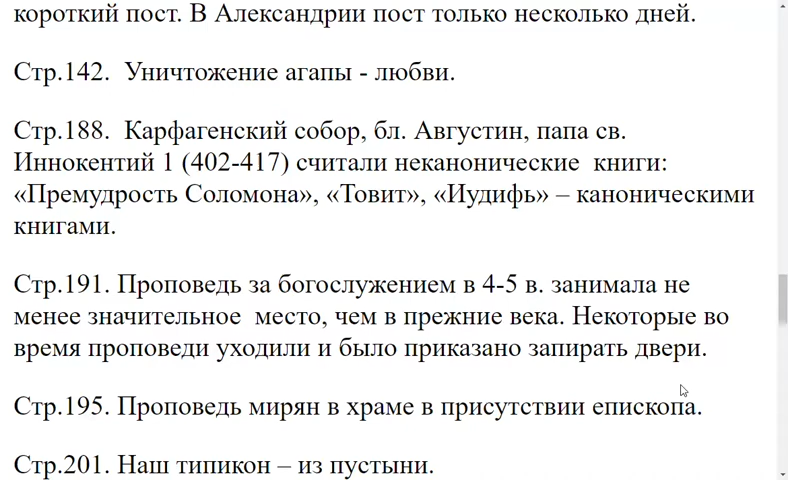 короткий пост. В Александрии пост только несколько дней.
Стр.142. Уничтожение агапы - любви.
Стр.188. Карфагенский собор, бл. Августин, папа св.
Иннокентий 1 (402-417) считали неканонические книги:
«Премудрость Соломона», «Товит», «Иудифь» – каноническими
книгами.
Стр.191. Проповедь за богослужением в 4-5 в. занимала не
менее значительное место, чем в прежние века. Некоторые во
время проповеди уходили и было приказано запирать двери.
Стр.195. Проповедь мирян в храме в присутствии епископа.
Стр.201. Наш типикон – из пустыни.